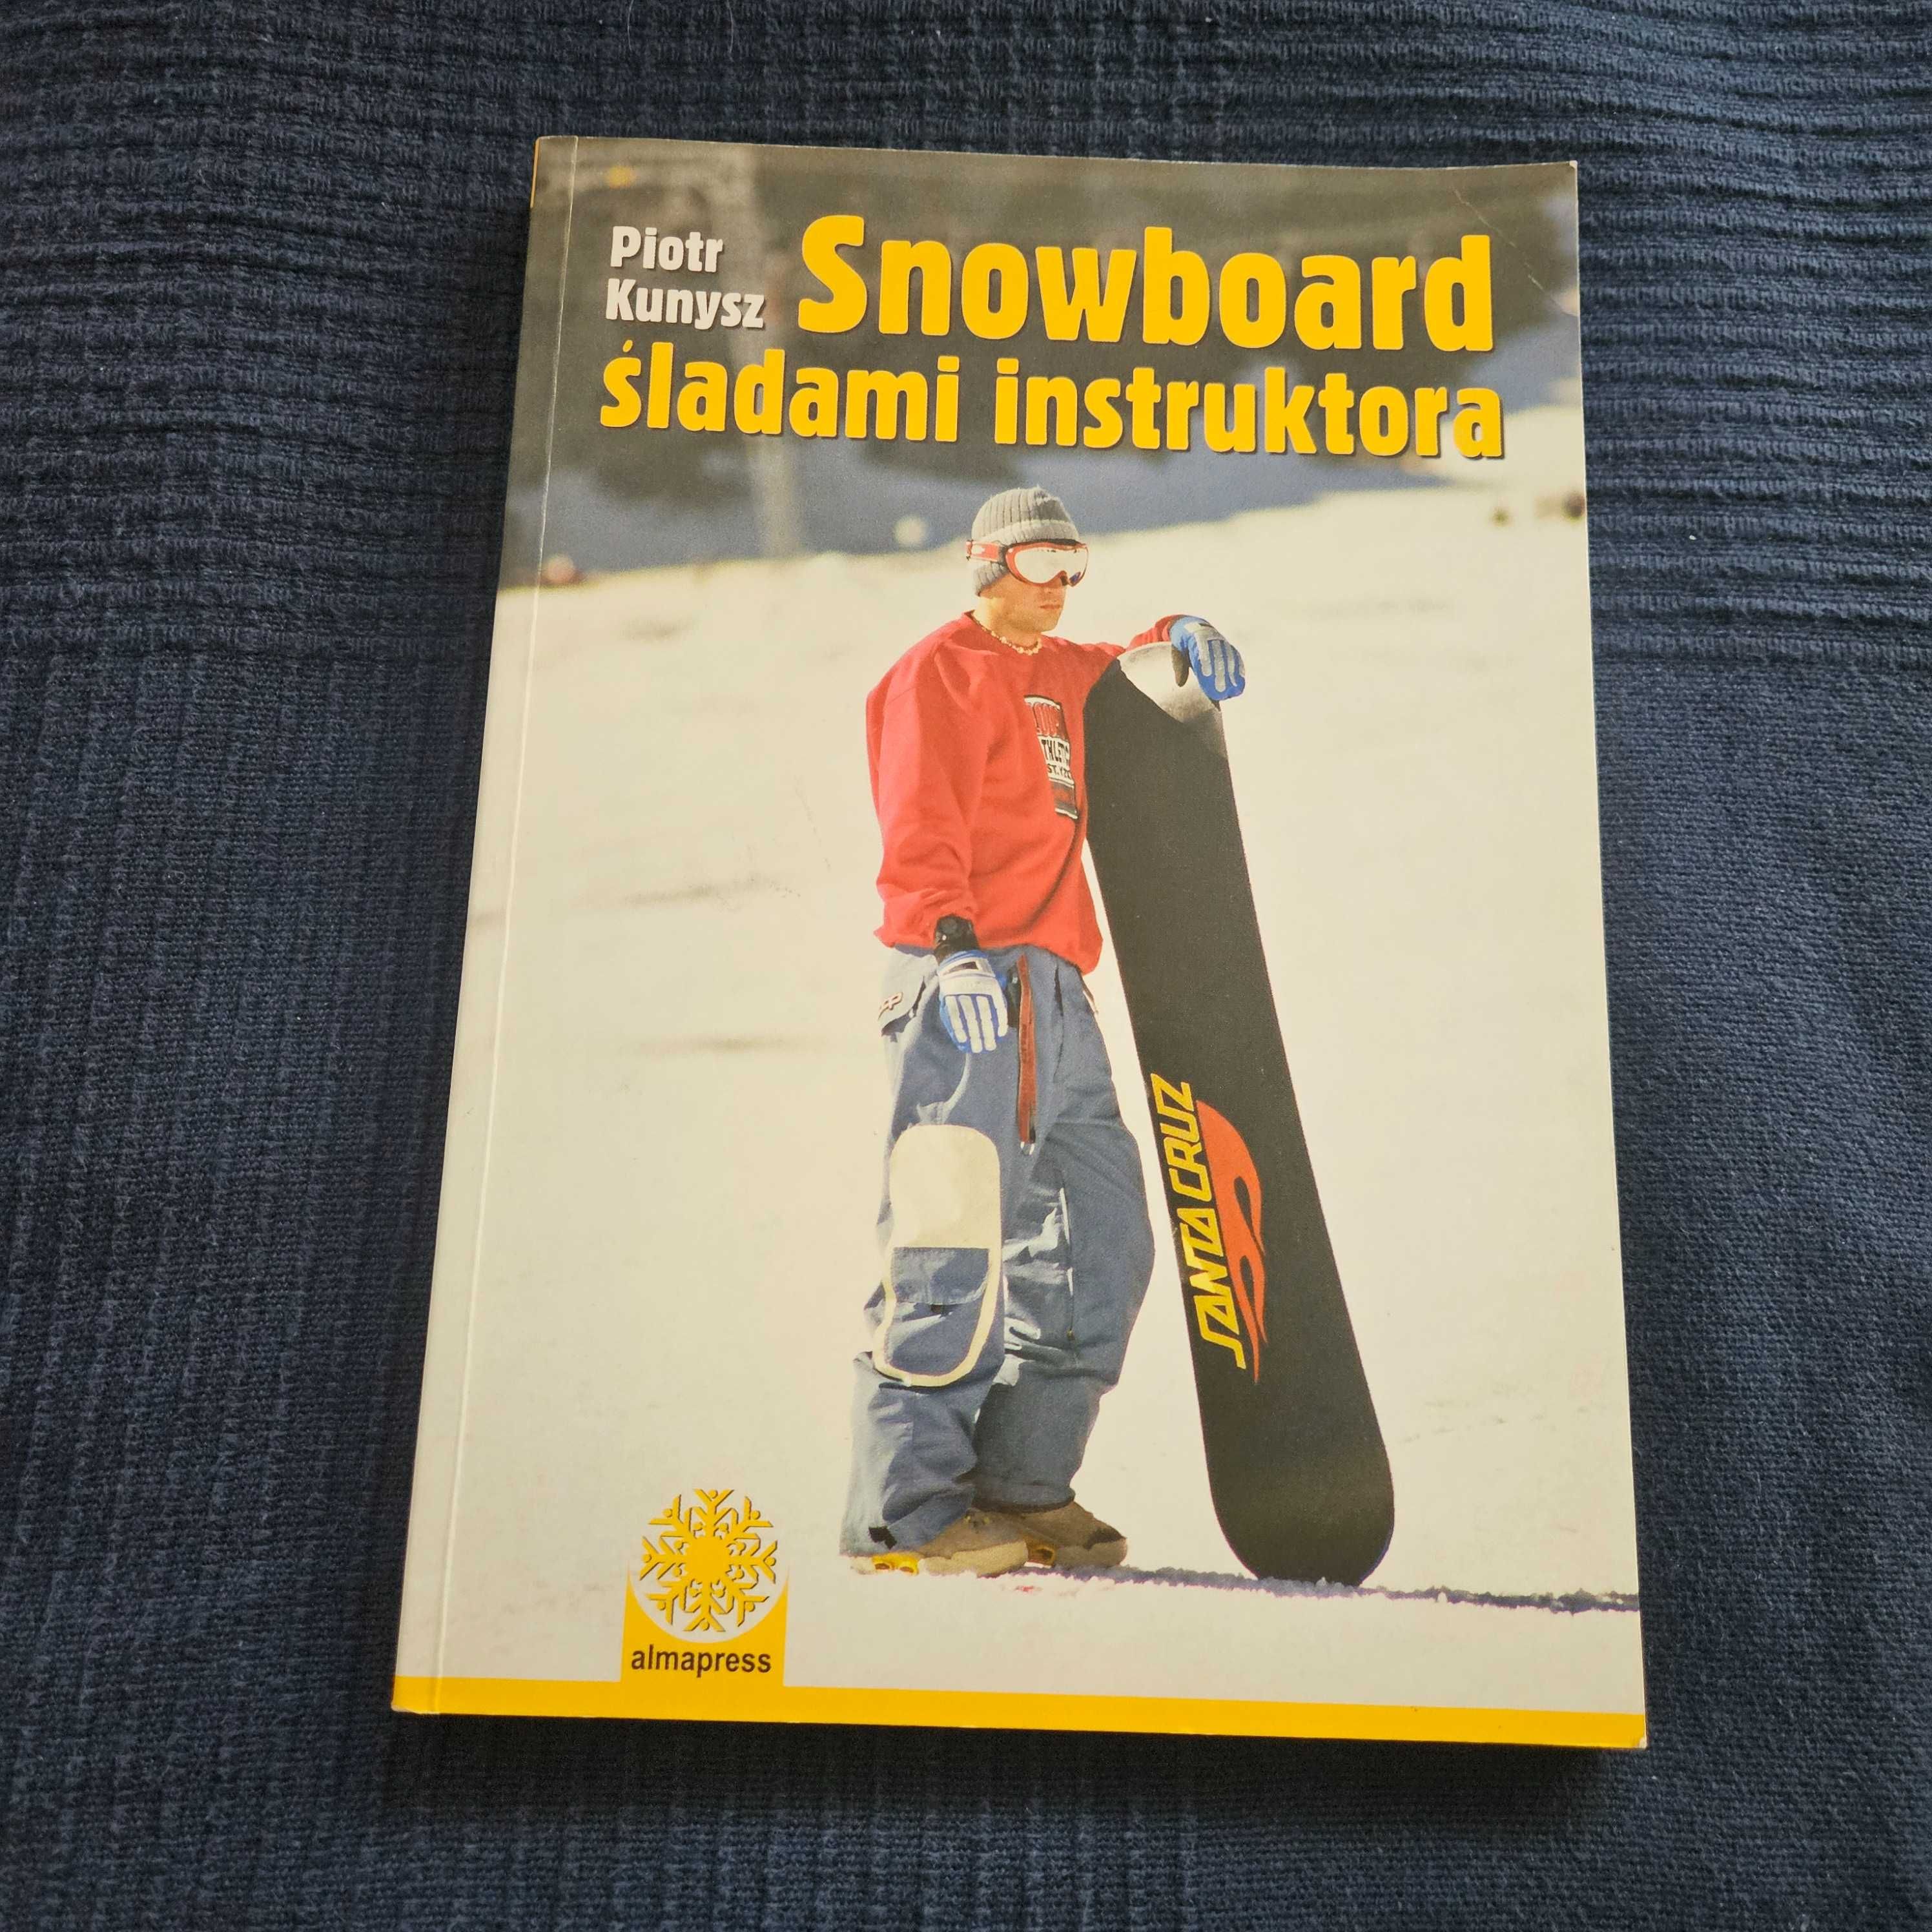 Piotr
Kunysz
Snowboard
śladami instruktora
SANTA CRUZ
almapress